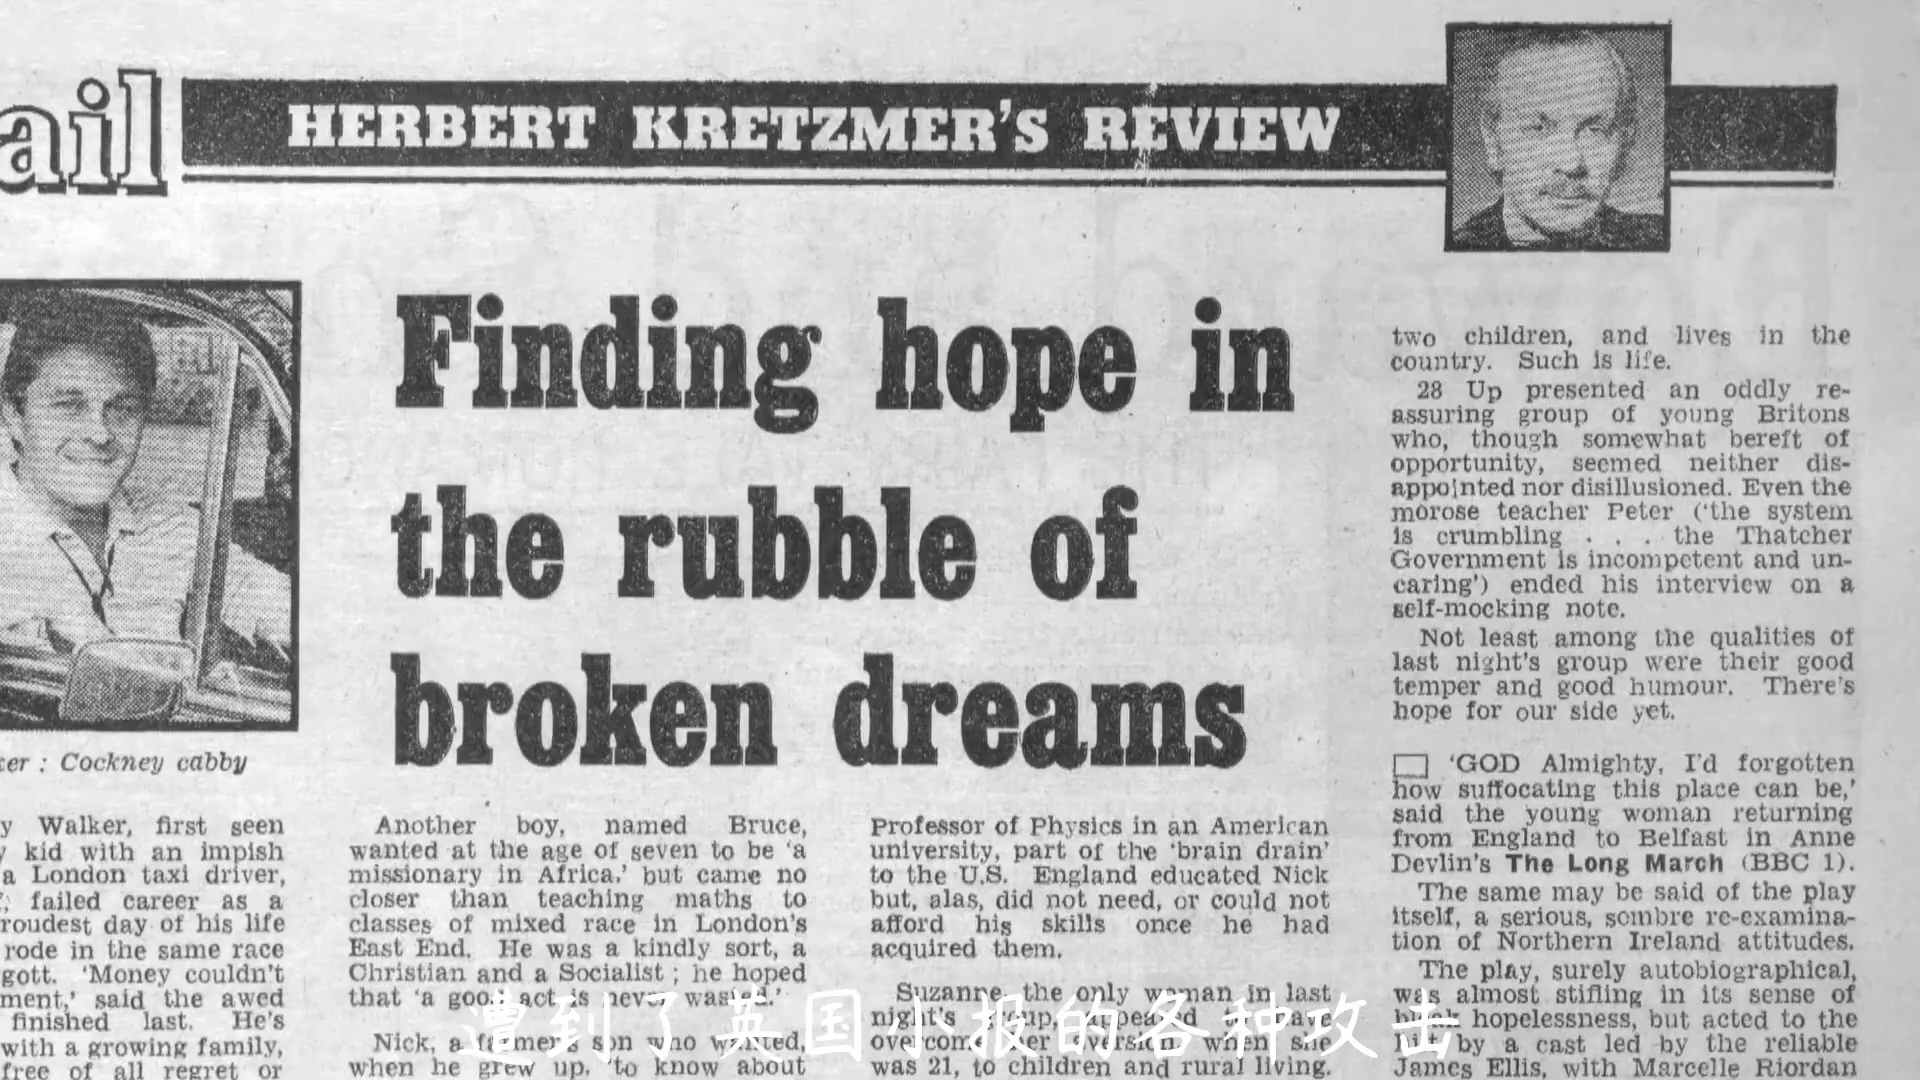 ail
HERBERT KRETZMER'S REVIEW
Finding hope in
the rubble of
broken dreams
: Cockney cabby
Walker, first seen
kid with an impish
a London taxi driver,
failed career as a
of his life
rode in the same race
'Money couldn't
said the awed
finished last. He's
with a growing family,
free of all regret or
Another boy, named Bruce,
wanted at the age of seven to be 'a
missionary in Africa,' but came no
closer than teaching maths to
classes of mixed race in London's
East End. He was a kindly sort, a
Christian and a Socialist ; he hoped
that 'a good act is never wasted.'
Nick, a farmer's son who wanted,
when he grew up, 'to know about
Professor of Physics in an American
university, part of the 'brain drain'
to the U.S. England educated Nick
but, alas, did not need, or could not
afford his skills once he had
acquired them.
Suzanne, the only woman in last
night's group, appeared to have
overcome her aversion, when she
was 21, to children and rural living.
two children, and lives in the
country. Such is life.
28 Up presented an oddly re-
assuring group of young Britons
who, though somewhat bereft of
opportunity, seemed neither dis-
appointed nor disillusioned. Even the
morose teacher Peter ('the system
is crumbling . . . the Thatcher
Government is incompetent and un-
caring') ended his interview on a
self-mocking note.
Not least among the qualities of
last night's group were their good
temper and good humour. There's
hope for our side yet.
'GOD Almighty, I'd forgotten
how suffocating this place can be,'
said the young woman returning
from England to Belfast in Anne
Devlin's The Long March (BBC 1).
The same may be said of the play
itself, a serious, sombre re-examina-
tion of Northern Ireland attitudes.
The play, surely autobiographical,
was almost stifling in its sense of
bleak hopelessness, but acted to the
hilt by a cast led by the reliable
James Ellis, with Marcelle Riordan
遭到了英国小报的各种攻击